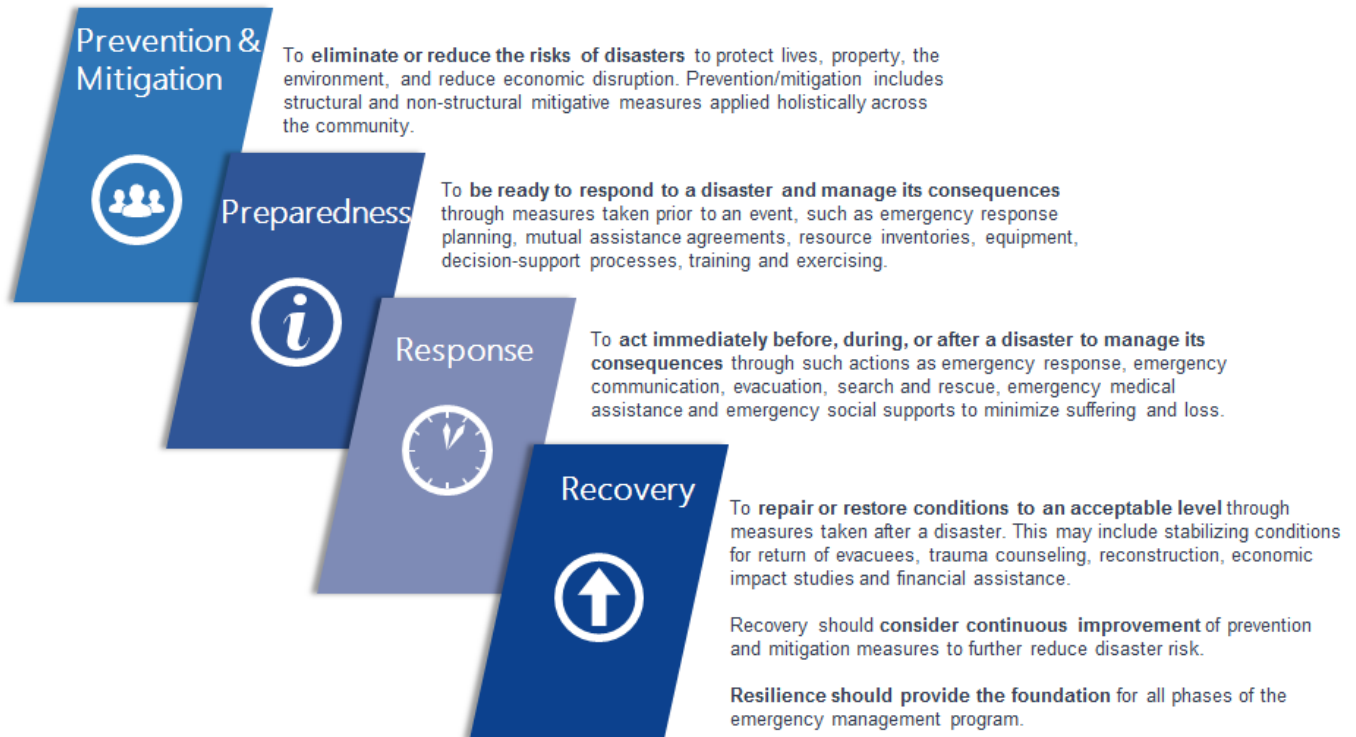 Prevention &
Mitigation
To eliminate or reduce the risks of disasters to protect lives, property, the
environment, and reduce economic disruption. Prevention/mitigation includes
structural and non-structural mitigative measures applied holistically across
the community.
Preparedness
To be ready to respond to a disaster and manage its consequences
through measures taken prior to an event, such as emergency response
planning, mutual assistance agreements, resource inventories, equipment,
decision-support processes, training and exercising.
Response
To act immediately before, during, or after a disaster to manage its
consequences through such actions as emergency response, emergency
communication, evacuation, search and rescue, emergency medical
assistance and emergency social supports to minimize suffering and loss.
Recovery
To repair or restore conditions to an acceptable level through
measures taken after a disaster. This may include stabilizing conditions
for return of evacuees, trauma counseling, reconstruction, economic
impact studies and financial assistance.
Recovery should consider continuous improvement of prevention
and mitigation measures to further reduce disaster risk.
Resilience should provide the foundation for all phases of the
emergency management program.